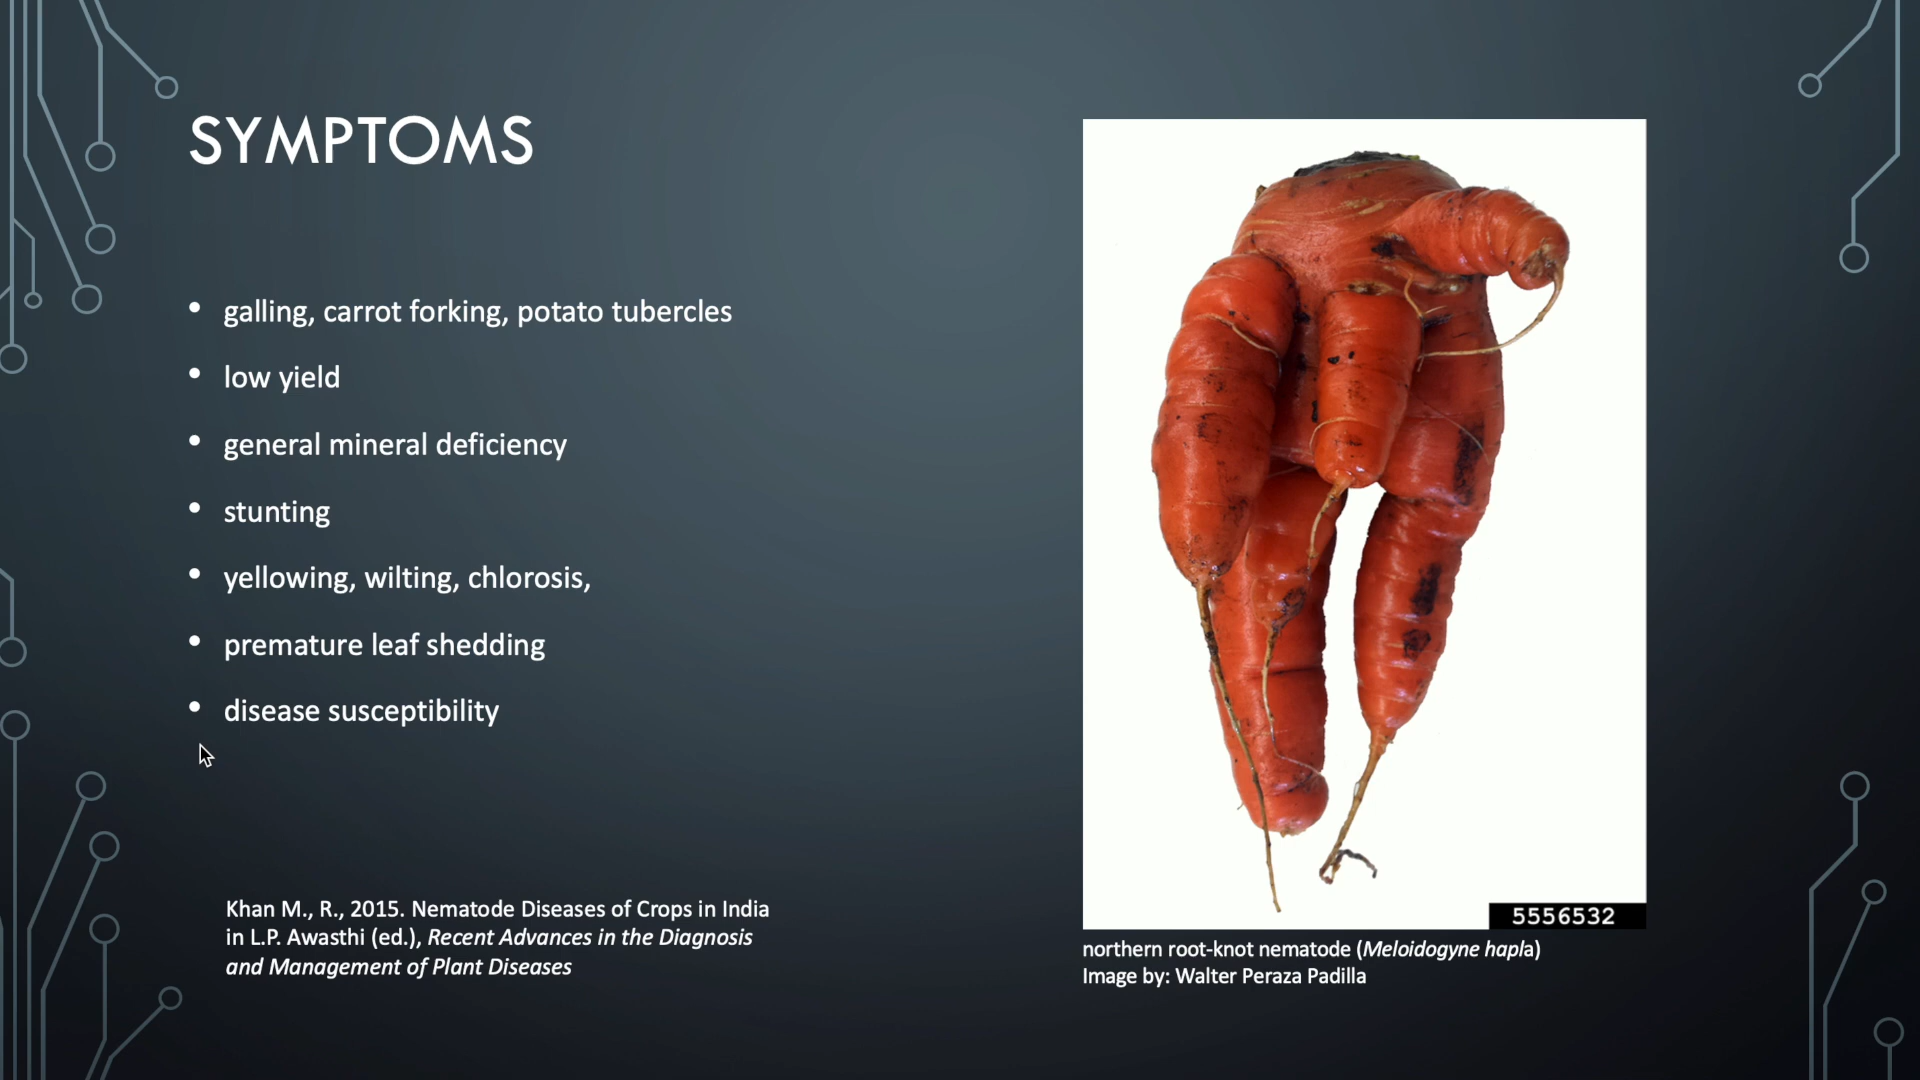 SYMPTOMS
• galling, carrot forking, potato tubercles
• low yield
• general mineral deficiency
• stunting
• yellowing, wilting, chlorosis,
• premature leaf shedding
• disease susceptibility
Khan M., R., 2015. Nematode Diseases of Crops in India
in L.P. Awasthi (ed.), Recent Advances in the Diagnosis
and Management of Plant Diseases
5556532
northern root-knot nematode (Meloidogyne hapla)
Image by: Walter Peraza Padilla